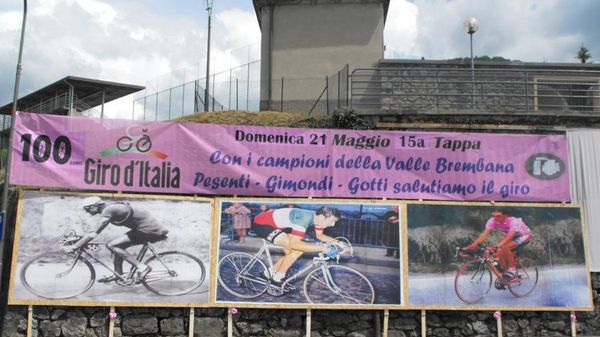 100 ESIMO
Giro d'Italia
Domenica 21 Maggio 15a Tappa
Con i campioni della Valle Brembana
Pesenti - Gimondi - Gotti salutiamo il giro